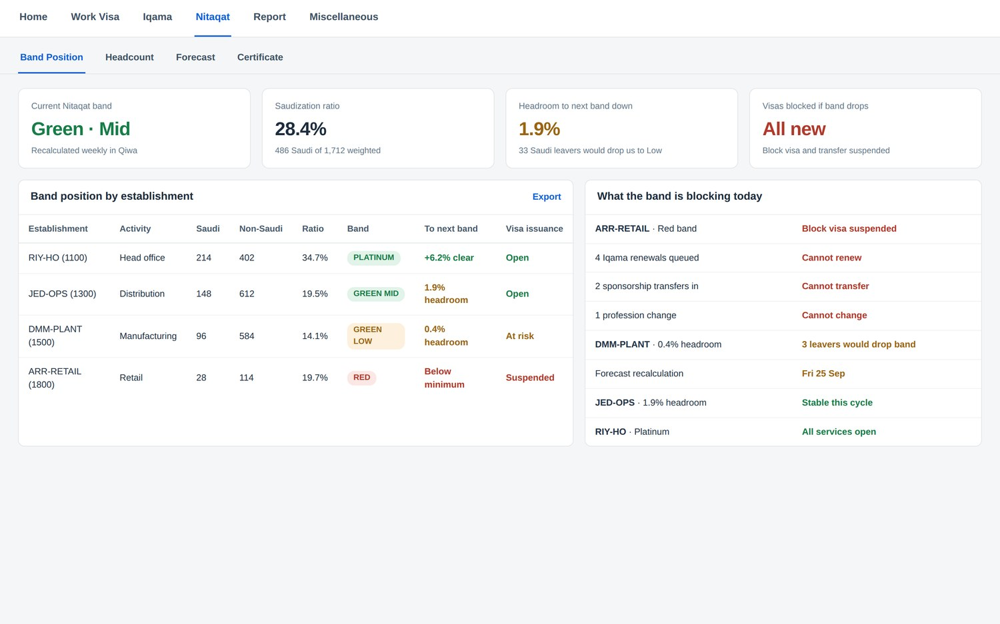 Home Work Visa Iqama Nitaqat Report Miscellaneous
Band Position Headcount Forecast Certificate
Current Nitaqat band
Green · Mid
Recalculated weekly in Qiwa
Saudization ratio
28.4%
486 Saudi of 1,712 weighted
Headroom to next band down
1.9%
33 Saudi leavers would drop us to Low
Visas blocked if band drops
All new
Block visa and transfer suspended
Band position by establishment Export
Establishment Activity Saudi Non-Saudi Ratio Band To next band Visa issuance
RIY-HO (1100) Head office 214 402 34.7% PLATINUM +6.2% clear Open
JED-OPS (1300) Distribution 148 612 19.5% GREEN MID 1.9%
headroom Open
DMM-PLANT
(1500) Manufacturing 96 584 14.1% GREEN
LOW 0.4%
headroom At risk
ARR-RETAIL
(1800) Retail 28 114 19.7% RED Below
minimum Suspended
What the band is blocking today
ARR-RETAIL · Red band Block visa suspended
4 Iqama renewals queued Cannot renew
2 sponsorship transfers in Cannot transfer
1 profession change Cannot change
DMM-PLANT · 0.4% headroom 3 leavers would drop band
Forecast recalculation Fri 25 Sep
JED-OPS · 1.9% headroom Stable this cycle
RIY-HO · Platinum All services open